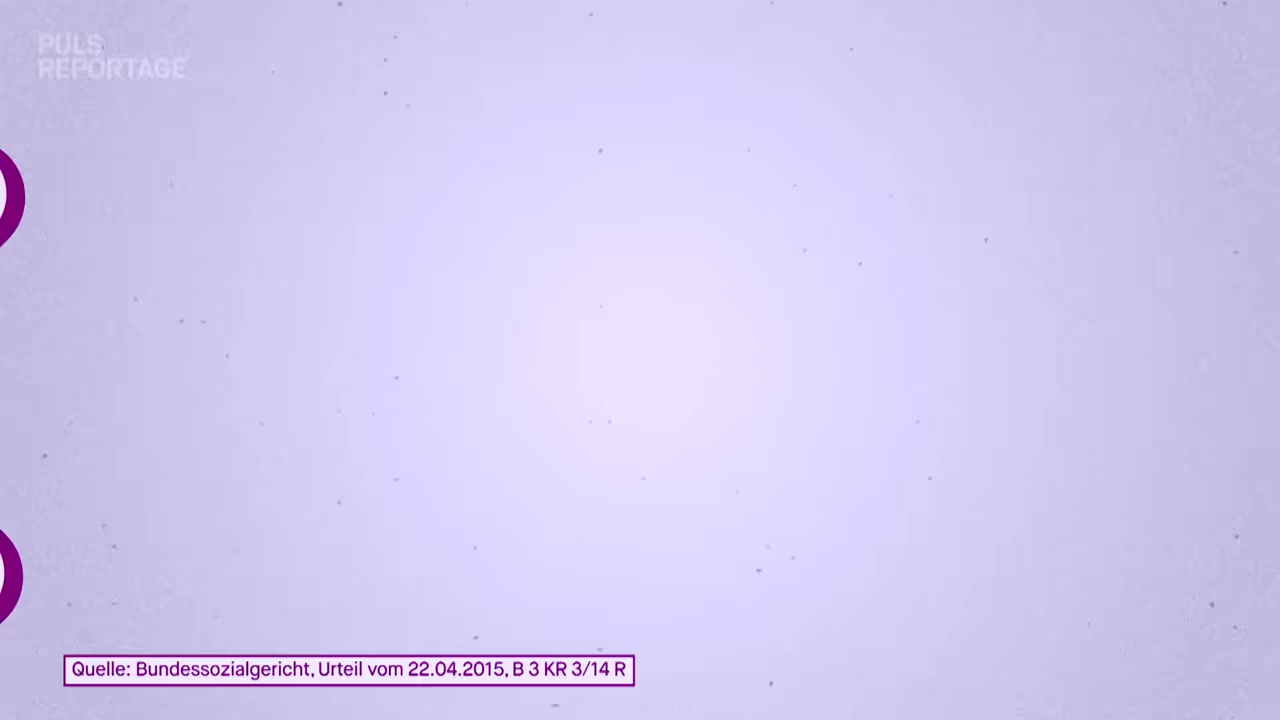 PULS
REPORTAGE
Quelle: Bundessozialgericht, Urteil vom 22.04.2015, B 3 KR 3/14 R